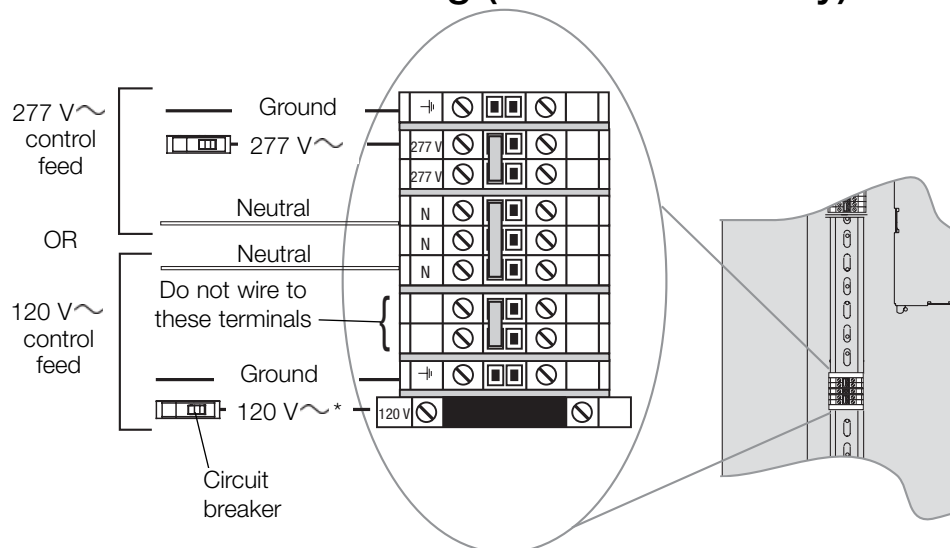 277 V~
control
feed
Ground
277 V~
277 V
277 V
Neutral
N
OR
N
Neutral
N
Do not wire to
these terminals
120 V~
control
feed
Ground
120 V~ *
120 V
Circuit
breaker